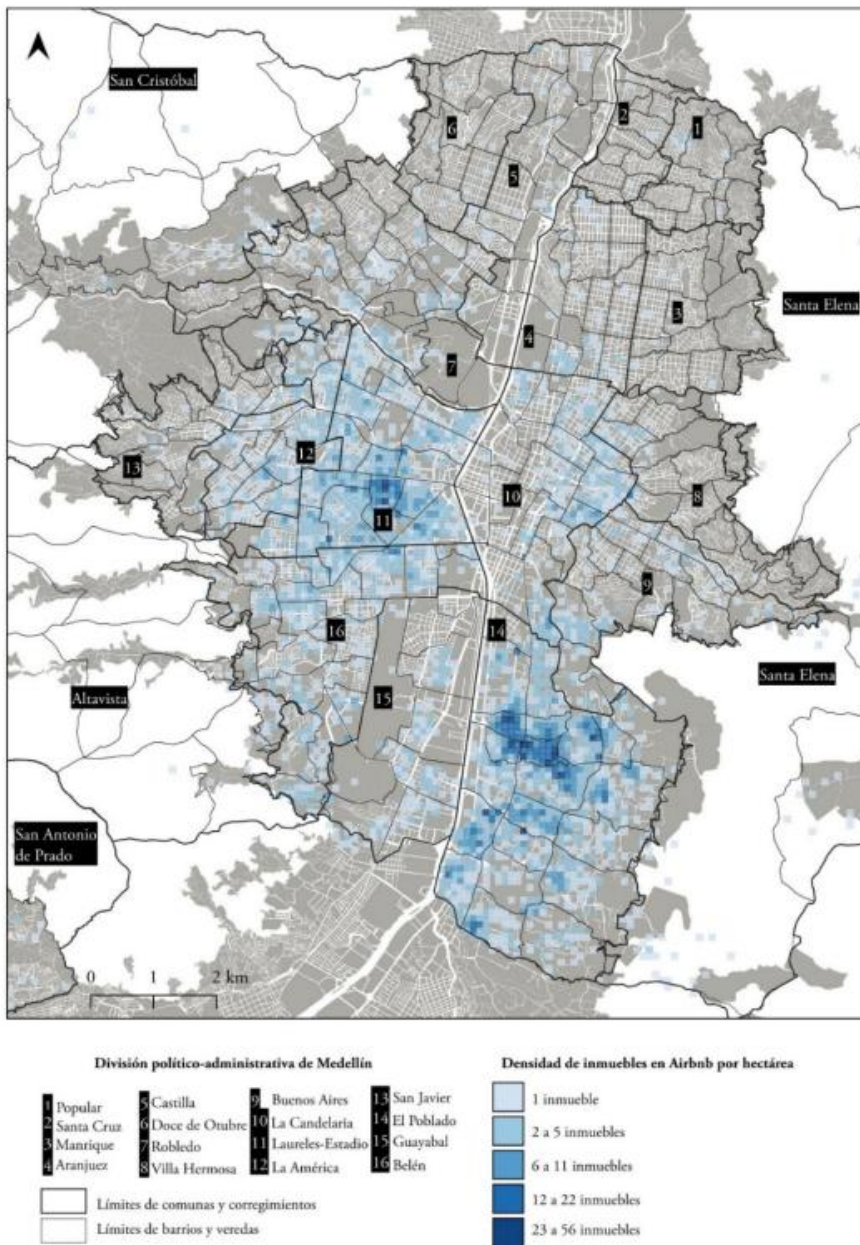 San Cristóbal
6
2
1
5
Santa Elena
3
4
7
12
13
10
8
11
9
16
14
Santa Elena
Altavista
15
San Antonio
de Prado
0 1 2 km
División político-administrativa de Medellín
1 Popular
2 Santa Cruz
3 Manrique
4 Aranjuez
5 Castilla
6 Doce de Otubre
7 Robledo
8 Villa Hermosa
9 Buenos Aires
10 La Candelaria
11 Laureles-Estadio
12 La América
13 San Javier
14 El Poblado
15 Guayabal
16 Belén
Límites de comunas y corregimientos
Límites de barrios y veredas
Densidad de inmuebles en Airbnb por hectárea
1 inmueble
2 a 5 inmuebles
6 a 11 inmuebles
12 a 22 inmuebles
23 a 56 inmuebles